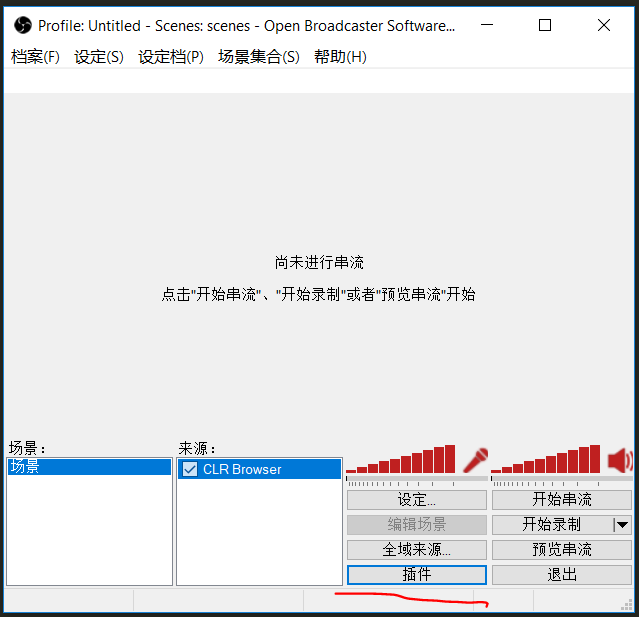 Profile: Untitled - Scenes: scenes - Open Broadcaster Software...
档案(F) 设定(S) 设定档(P) 场景集合(S) 帮助(H)
尚未进行串流
点击"开始串流"、"开始录制"或者"预览串流"开始
场景：
来源：
场景
CLR Browser
设定...
开始串流
编辑场景
开始录制
全域来源...
预览串流
插件
退出